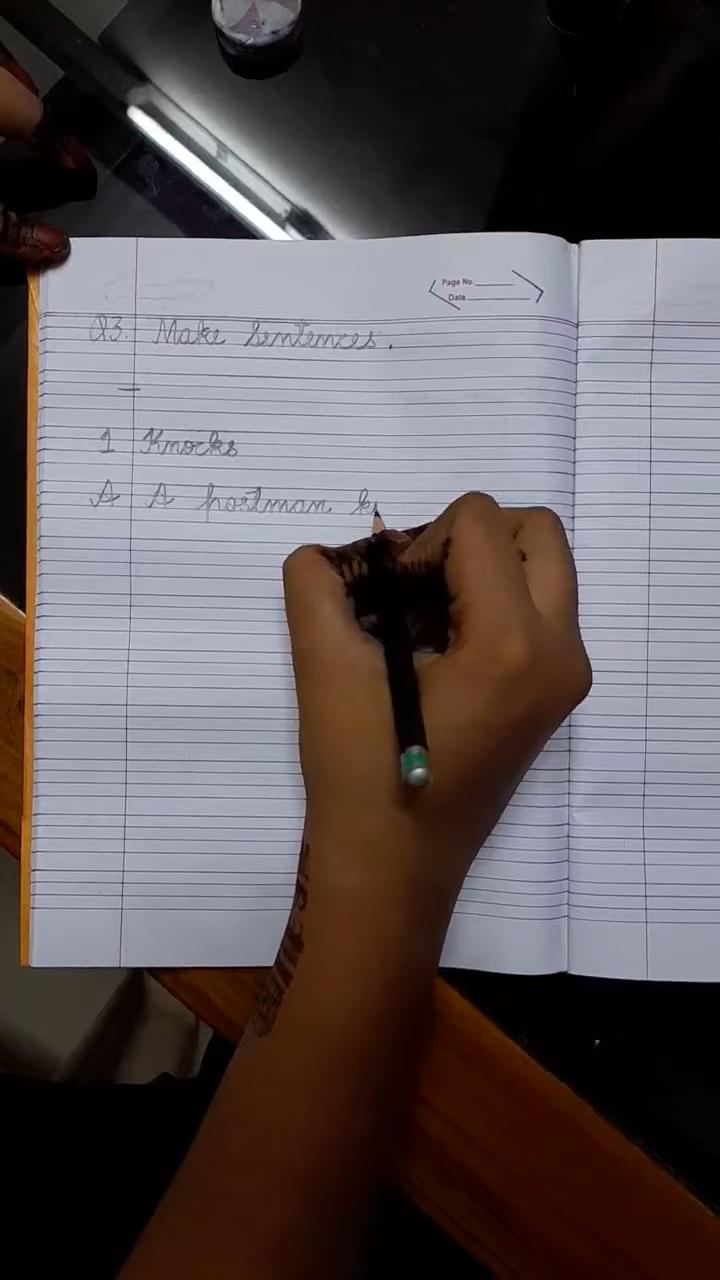 Page No.
Date
Q3. Make Sentences.
1 Knocks
A A postman k